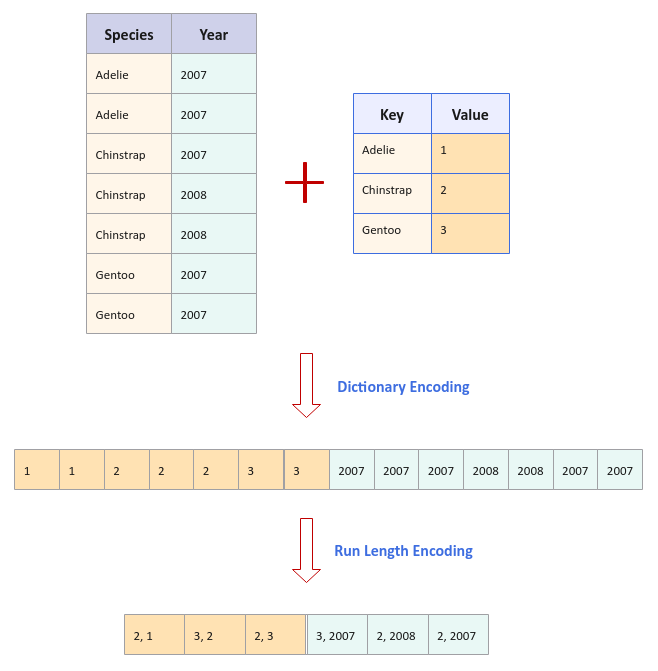 Species Year
Adelie 2007
Adelie 2007
Chinstrap 2007
Chinstrap 2008
Chinstrap 2008
Gentoo 2007
Gentoo 2007
Key Value
Adelie 1
Chinstrap 2
Gentoo 3
Dictionary Encoding
1 1 2 2 2 3 3 2007 2007 2007 2008 2008 2007 2007
Run Length Encoding
2, 1 3, 2 2, 3 3, 2007 2, 2008 2, 2007